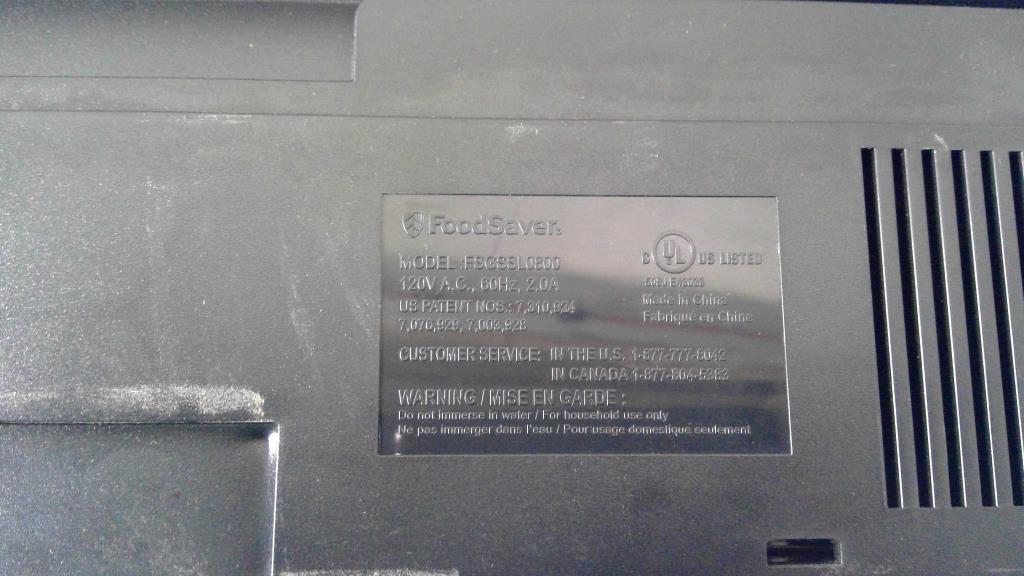 FoodSaver
MODEL :FSGSSL0800
120V A.C., 60Hz, 2.0A
US PATENT NOS.: 7,310,924
7,076,929, 7,003,928
CUSTOMER SERVICE: IN THE U.S. 1-877-777-8042
IN CANADA 1-877-804-5383
WARNING / MISE EN GARDE :
Do not immerse in water / For household use only
Ne pas immerger dans l'eau / Pour usage domestique seulement
C UL US LISTED
Made in China
Fabriqué en Chine